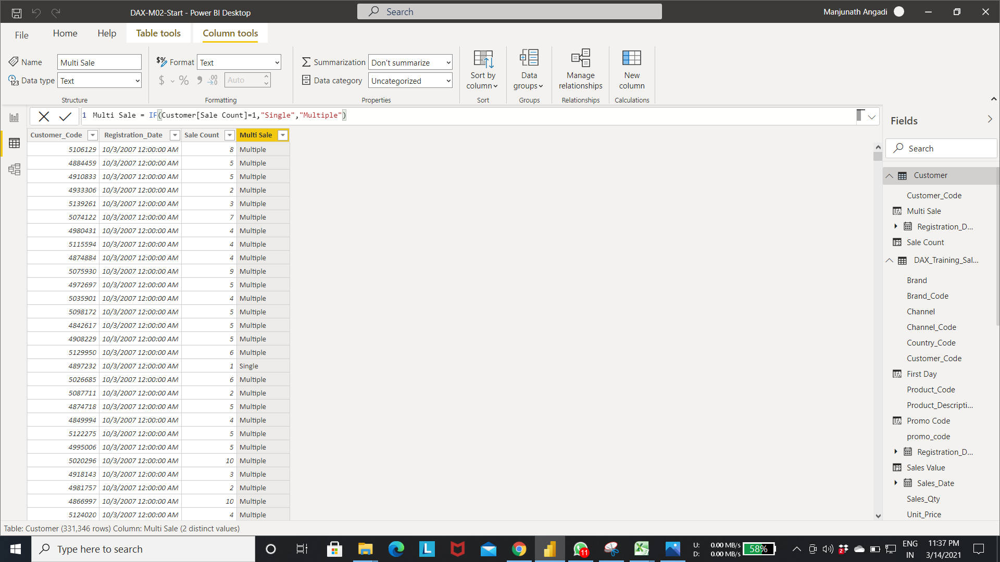 DAX-M02-Start - Power BI Desktop
Search
Manjunath Angadi
File
Home
Help
Table tools
Column tools
Name
Multi Sale
Data type
Text
Structure
Format
Text
$
%
Auto
Formatting
Summarization
Don't summarize
Data category
Uncategorized
Properties
Sort by
column
Sort
Data
groups
Groups
Manage
relationships
Relationships
New
column
Calculations
1 Multi Sale = IF(Customer[Sale Count]=1,"Single","Multiple")
Customer_Code Registration_Date Sale Count Multi Sale
5106129 10/3/2007 12:00:00 AM 8 Multiple
4884459 10/3/2007 12:00:00 AM 5 Multiple
4910833 10/3/2007 12:00:00 AM 5 Multiple
4933306 10/3/2007 12:00:00 AM 2 Multiple
5139261 10/3/2007 12:00:00 AM 3 Multiple
5074122 10/3/2007 12:00:00 AM 7 Multiple
4980431 10/3/2007 12:00:00 AM 4 Multiple
5115594 10/3/2007 12:00:00 AM 4 Multiple
4874884 10/3/2007 12:00:00 AM 4 Multiple
5075930 10/3/2007 12:00:00 AM 9 Multiple
4972697 10/3/2007 12:00:00 AM 5 Multiple
5035901 10/3/2007 12:00:00 AM 4 Multiple
5098172 10/3/2007 12:00:00 AM 5 Multiple
4842617 10/3/2007 12:00:00 AM 5 Multiple
4908229 10/3/2007 12:00:00 AM 5 Multiple
5129950 10/3/2007 12:00:00 AM 6 Multiple
4897232 10/3/2007 12:00:00 AM 1 Single
5026685 10/3/2007 12:00:00 AM 6 Multiple
5087711 10/3/2007 12:00:00 AM 2 Multiple
4874718 10/3/2007 12:00:00 AM 5 Multiple
4849994 10/3/2007 12:00:00 AM 4 Multiple
5122275 10/3/2007 12:00:00 AM 5 Multiple
4995006 10/3/2007 12:00:00 AM 5 Multiple
5020296 10/3/2007 12:00:00 AM 10 Multiple
4918143 10/3/2007 12:00:00 AM 3 Multiple
4981757 10/3/2007 12:00:00 AM 2 Multiple
4866997 10/3/2007 12:00:00 AM 10 Multiple
5124020 10/3/2007 12:00:00 AM 4 Multiple
Fields
Search
Customer
Customer_Code
Multi Sale
Registration_D...
Sale Count
DAX_Training_Sal...
Brand
Brand_Code
Channel
Channel_Code
Country_Code
Customer_Code
First Day
Product_Code
Product_Descripti...
Promo Code
promo_code
Registration_D...
Sales Value
Sales_Date
Sales_Qty
Unit_Price
Table: Customer (331,346 rows) Column: Multi Sale (2 distinct values)
Type here to search
L
11
U: 0.00 MB/s
D: 0.00 MB/s
58%
2
ENG
IN
11:37 PM
3/14/2021